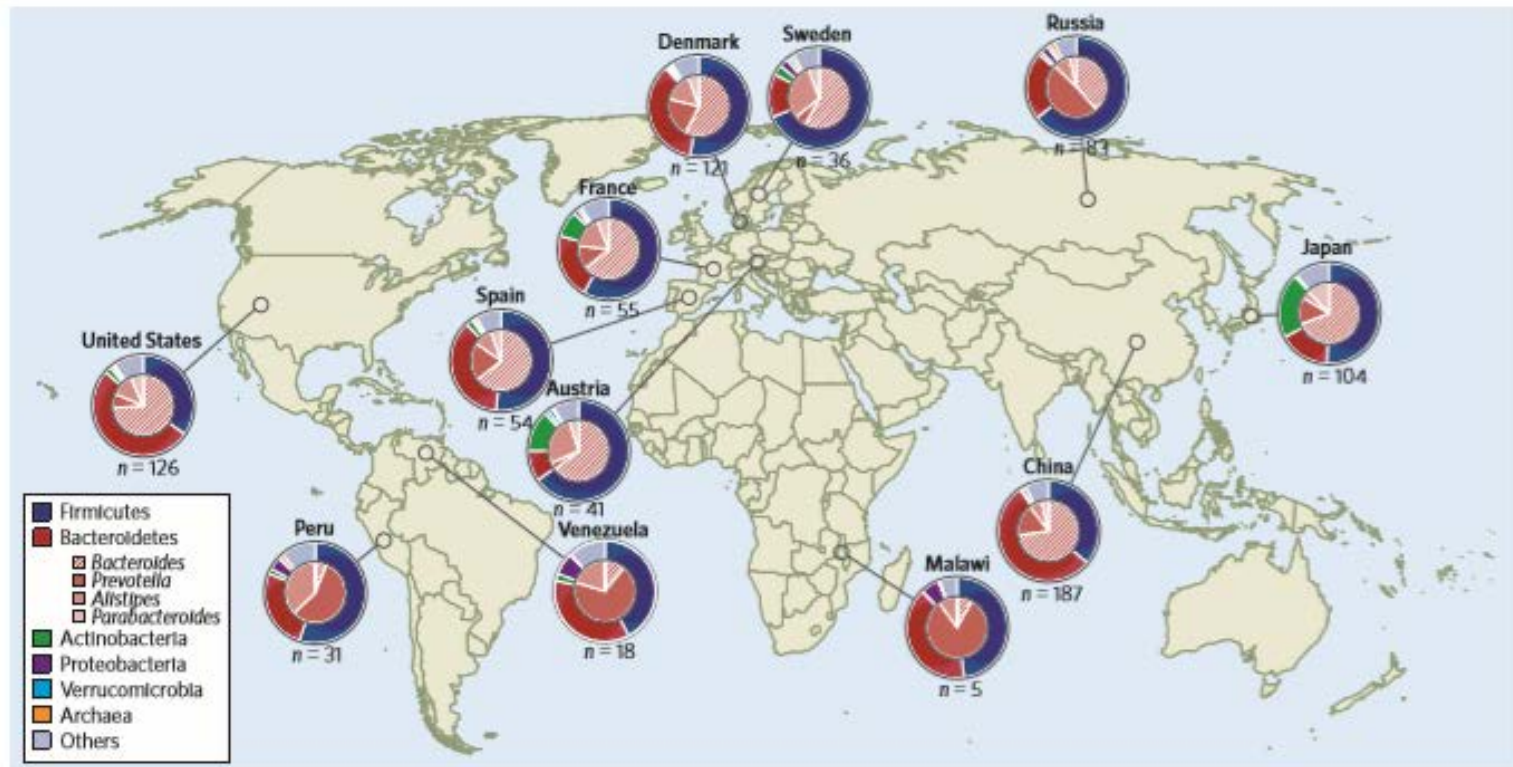 Denmark
n = 121
Sweden
n = 36
Russia
n = 83
France
n = 55
Japan
n = 104
Spain
n = 54
United States
n = 126
Austria
n = 41
China
n = 187
Peru
n = 31
Venezuela
n = 18
Malawi
n = 5
Firmicutes
Bacteroidetes
Bacteroides
Prevatella
Alistipes
Parabacteroides
Actinobacteria
Proteobacteria
Verrucomicrobia
Archaea
Others